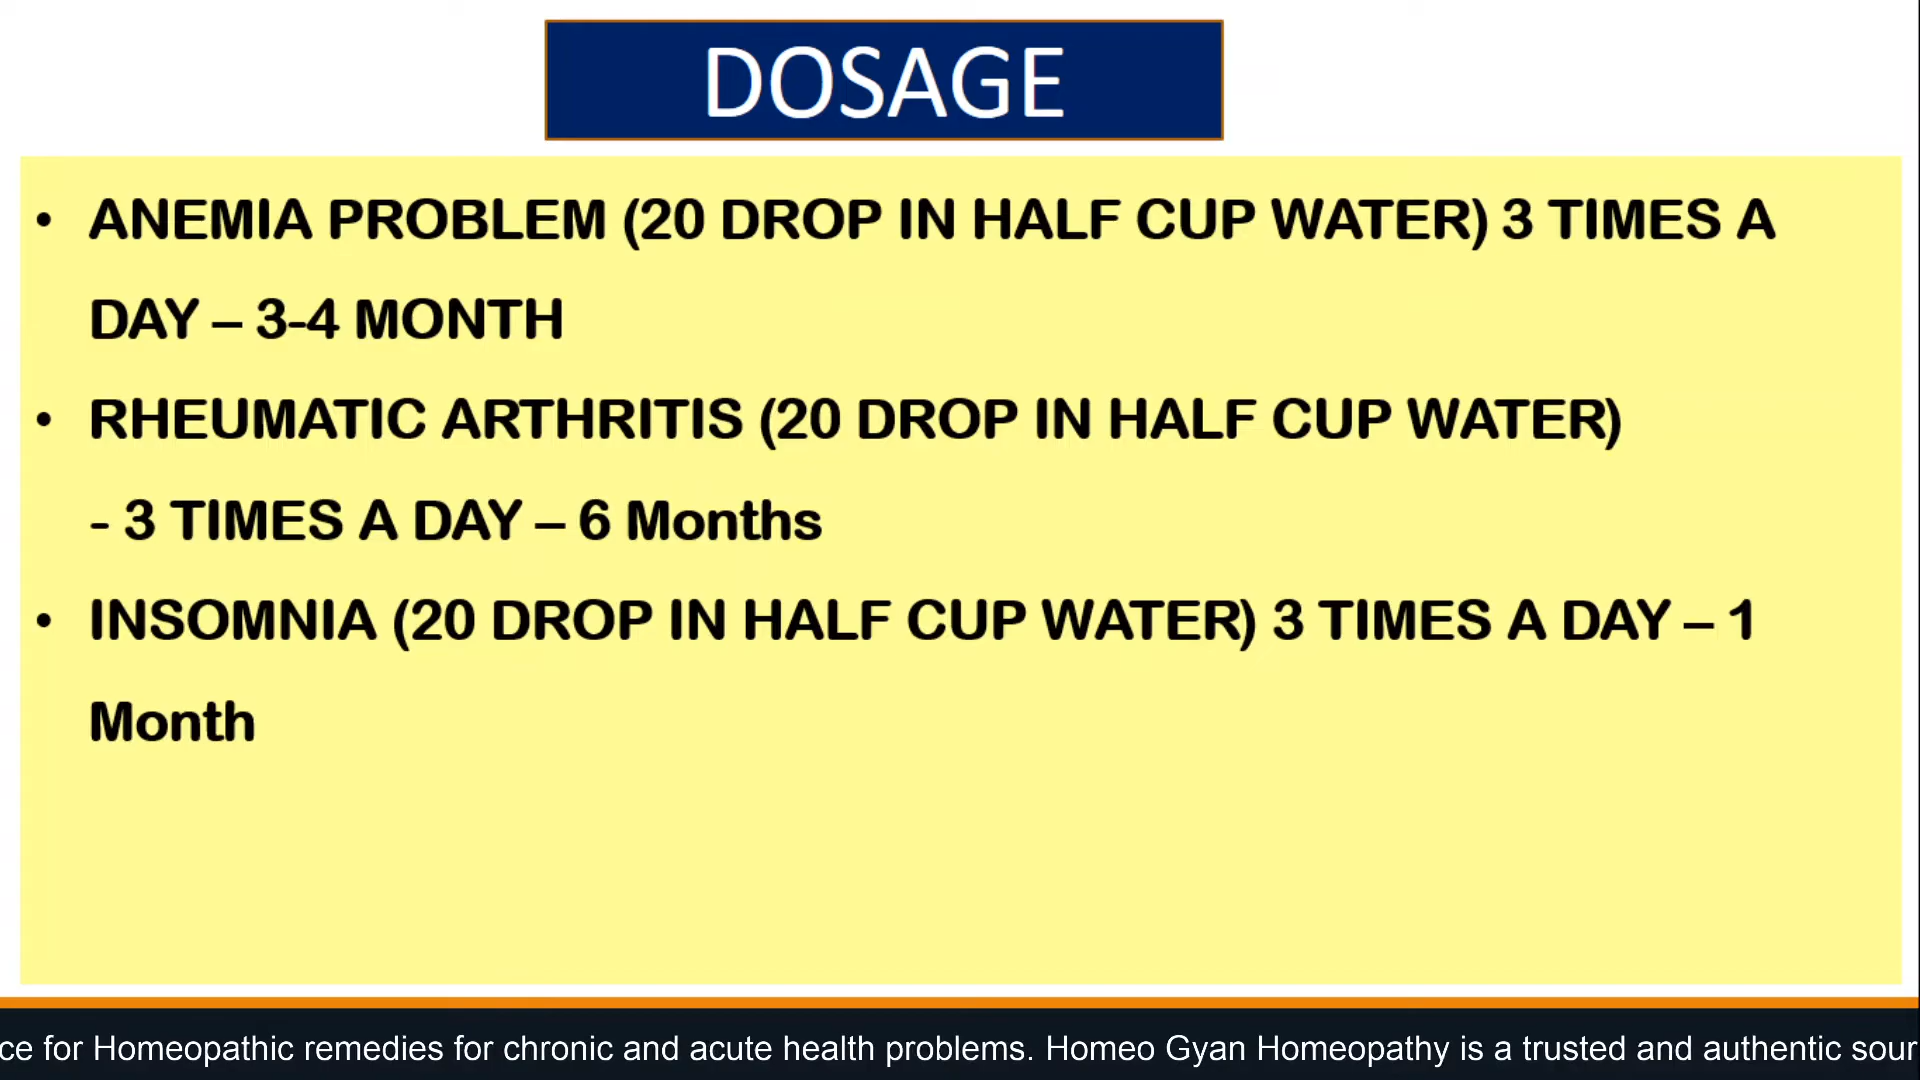 DOSAGE
• ANEMIA PROBLEM (20 DROP IN HALF CUP WATER) 3 TIMES A
DAY – 3-4 MONTH
• RHEUMATIC ARTHRITIS (20 DROP IN HALF CUP WATER)
- 3 TIMES A DAY – 6 Months
• INSOMNIA (20 DROP IN HALF CUP WATER) 3 TIMES A DAY – 1
Month
ce for Homeopathic remedies for chronic and acute health problems. Homeo Gyan Homeopathy is a trusted and authentic sour